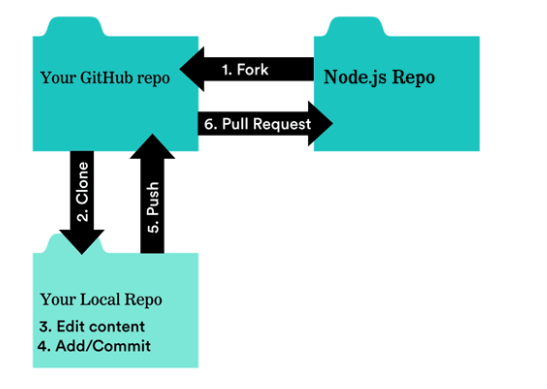 Your GitHub repo
1. Fork
Node.js Repo
6. Pull Request
2. Clone
5. Push
Your Local Repo
3. Edit content
4. Add/Commit